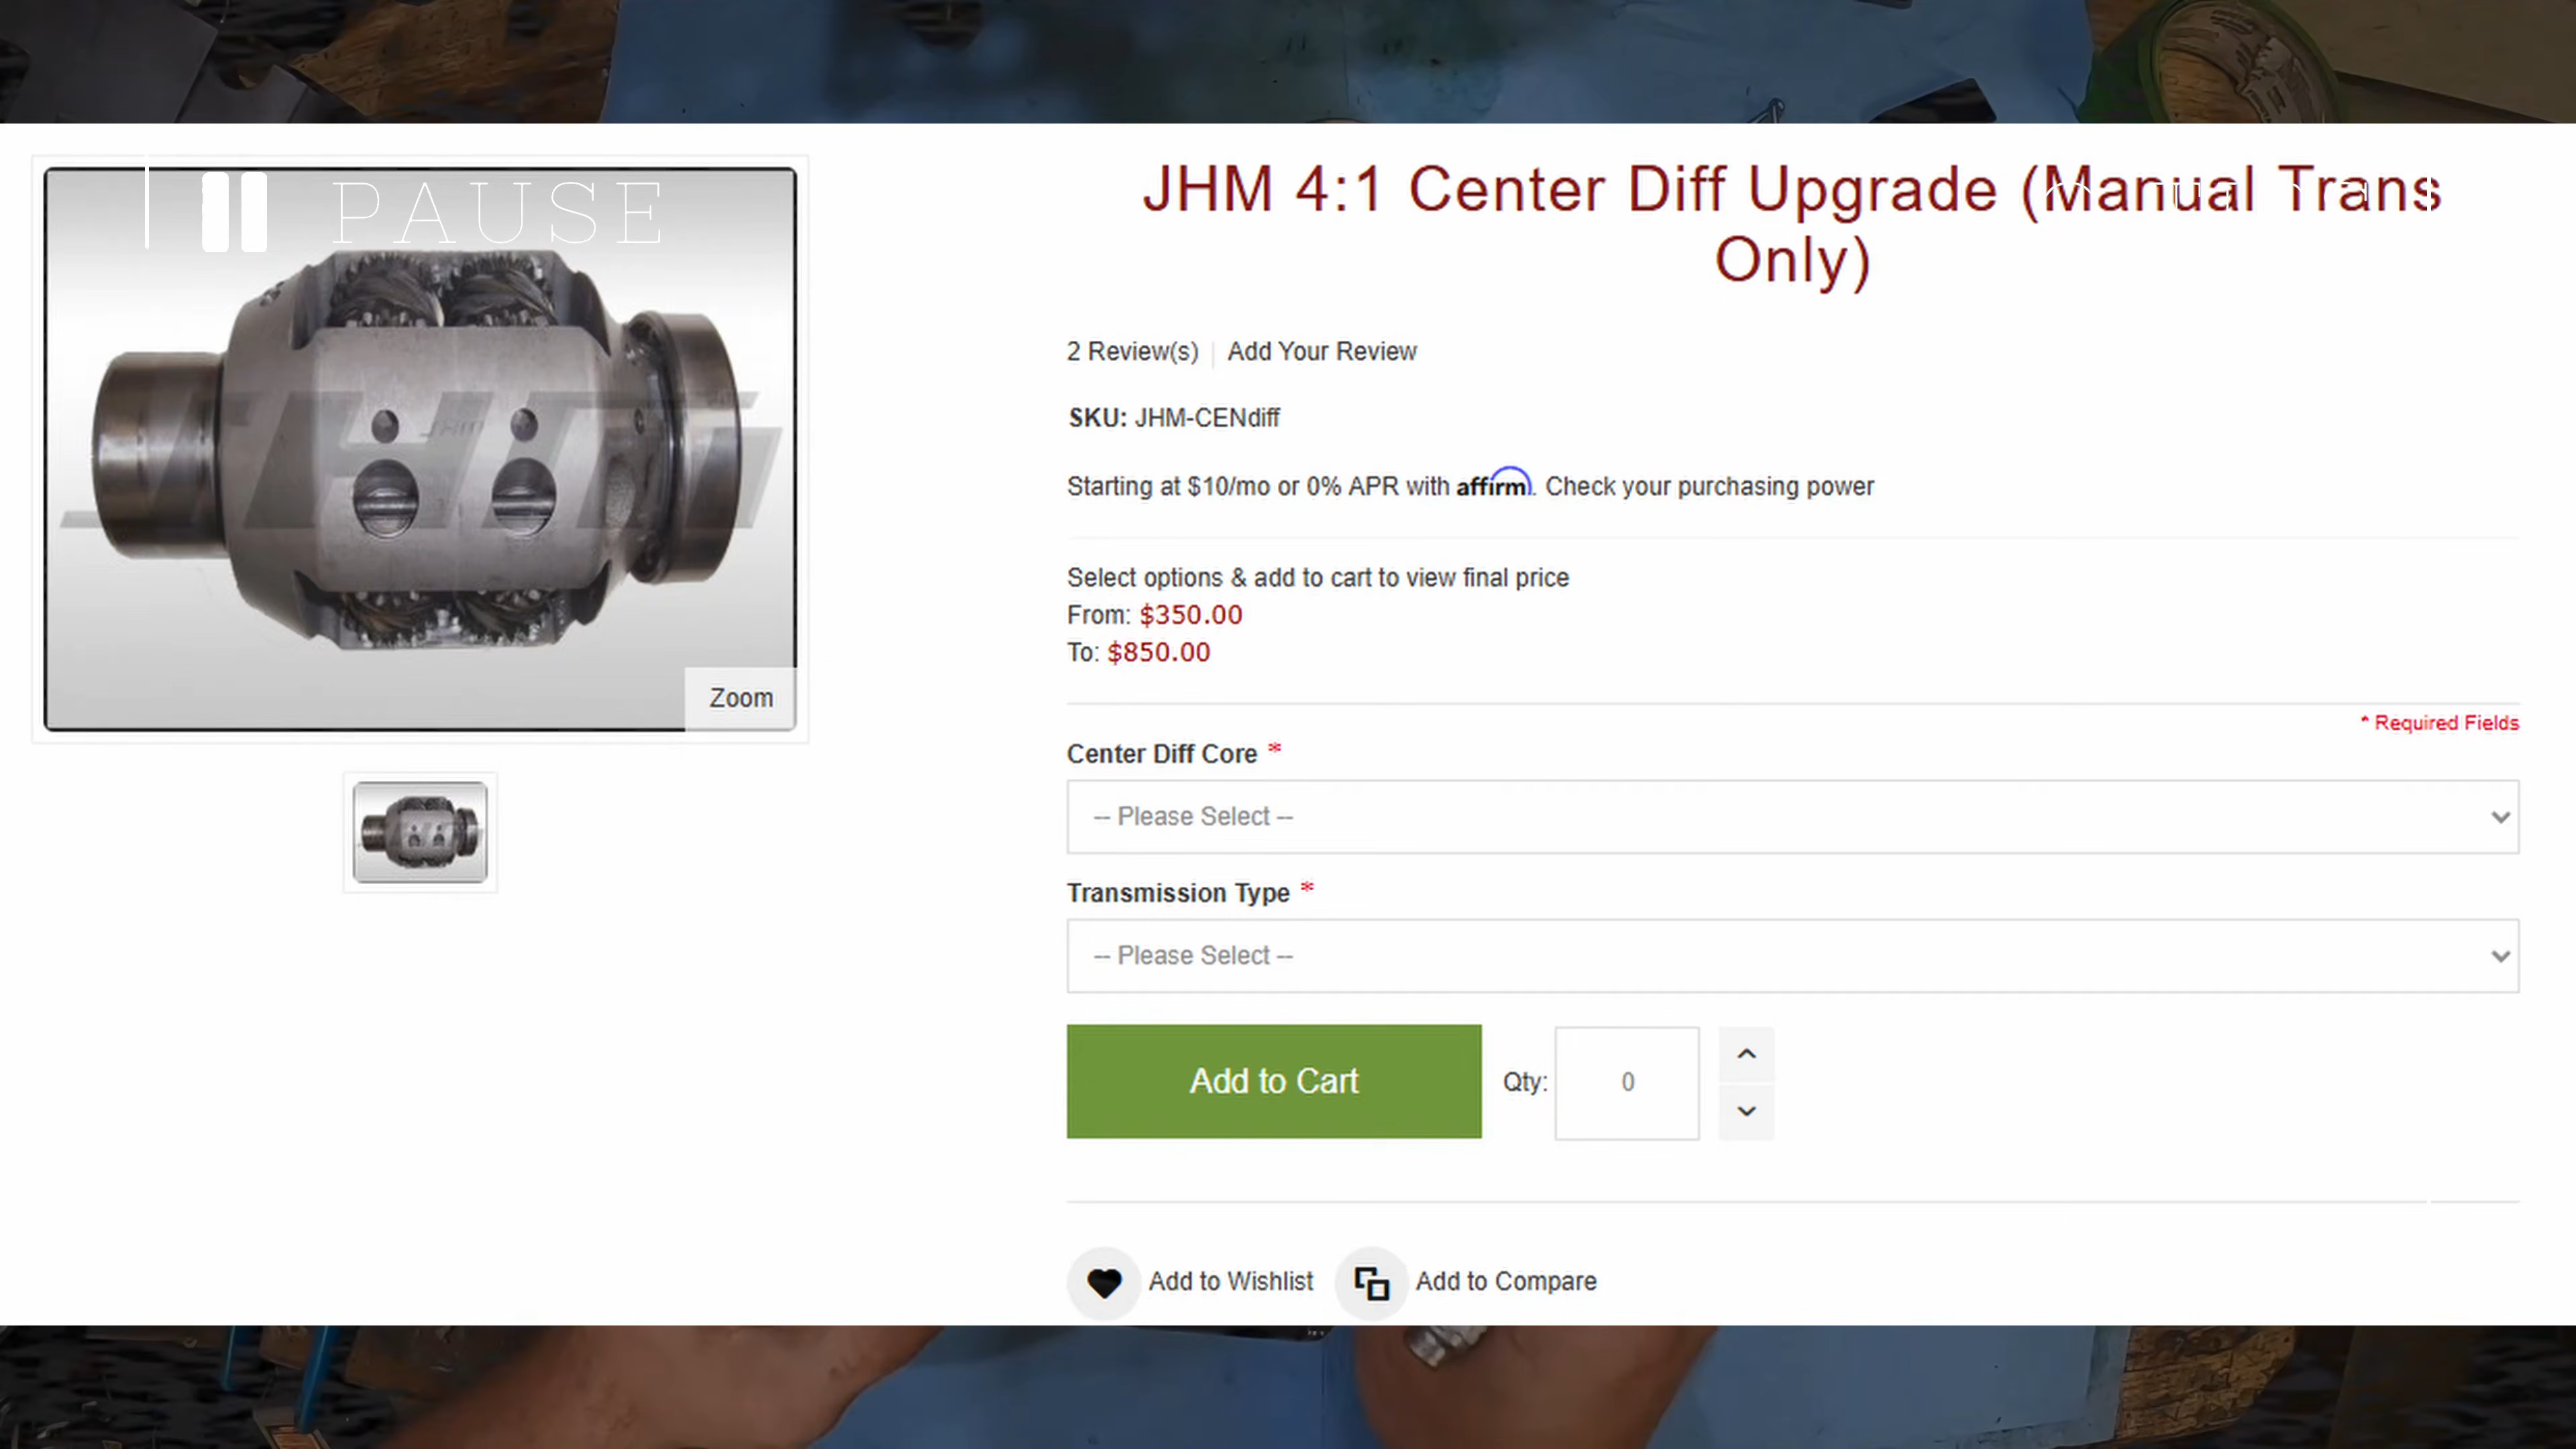 PAUSE
JHM
Zoom
JHM 4:1 Center Diff Upgrade (Manual Trans
Only)
2 Review(s) Add Your Review
SKU: JHM-CENdiff
Starting at $10/mo or 0% APR with affirm. Check your purchasing power
Select options & add to cart to view final price
From: $350.00
To: $850.00
* Required Fields
Center Diff Core *
-- Please Select --
Transmission Type *
-- Please Select --
Add to Cart Qty: 0
Add to Wishlist Add to Compare